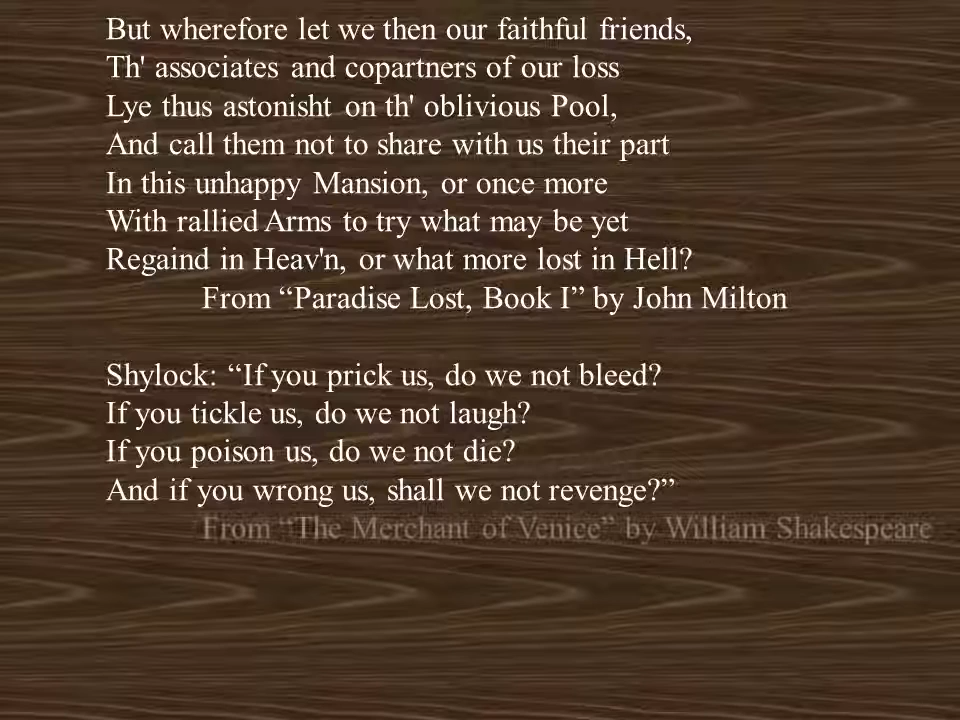 But wherefore let we then our faithful friends,
Th' associates and copartners of our loss
Lye thus astonisht on th' oblivious Pool,
And call them not to share with us their part
In this unhappy Mansion, or once more
With rallied Arms to try what may be yet
Regaind in Heav'n, or what more lost in Hell?
From “Paradise Lost, Book I” by John Milton
Shylock: “If you prick us, do we not bleed?
If you tickle us, do we not laugh?
If you poison us, do we not die?
And if you wrong us, shall we not revenge?”
From “The Merchant of Venice” by William Shakespeare